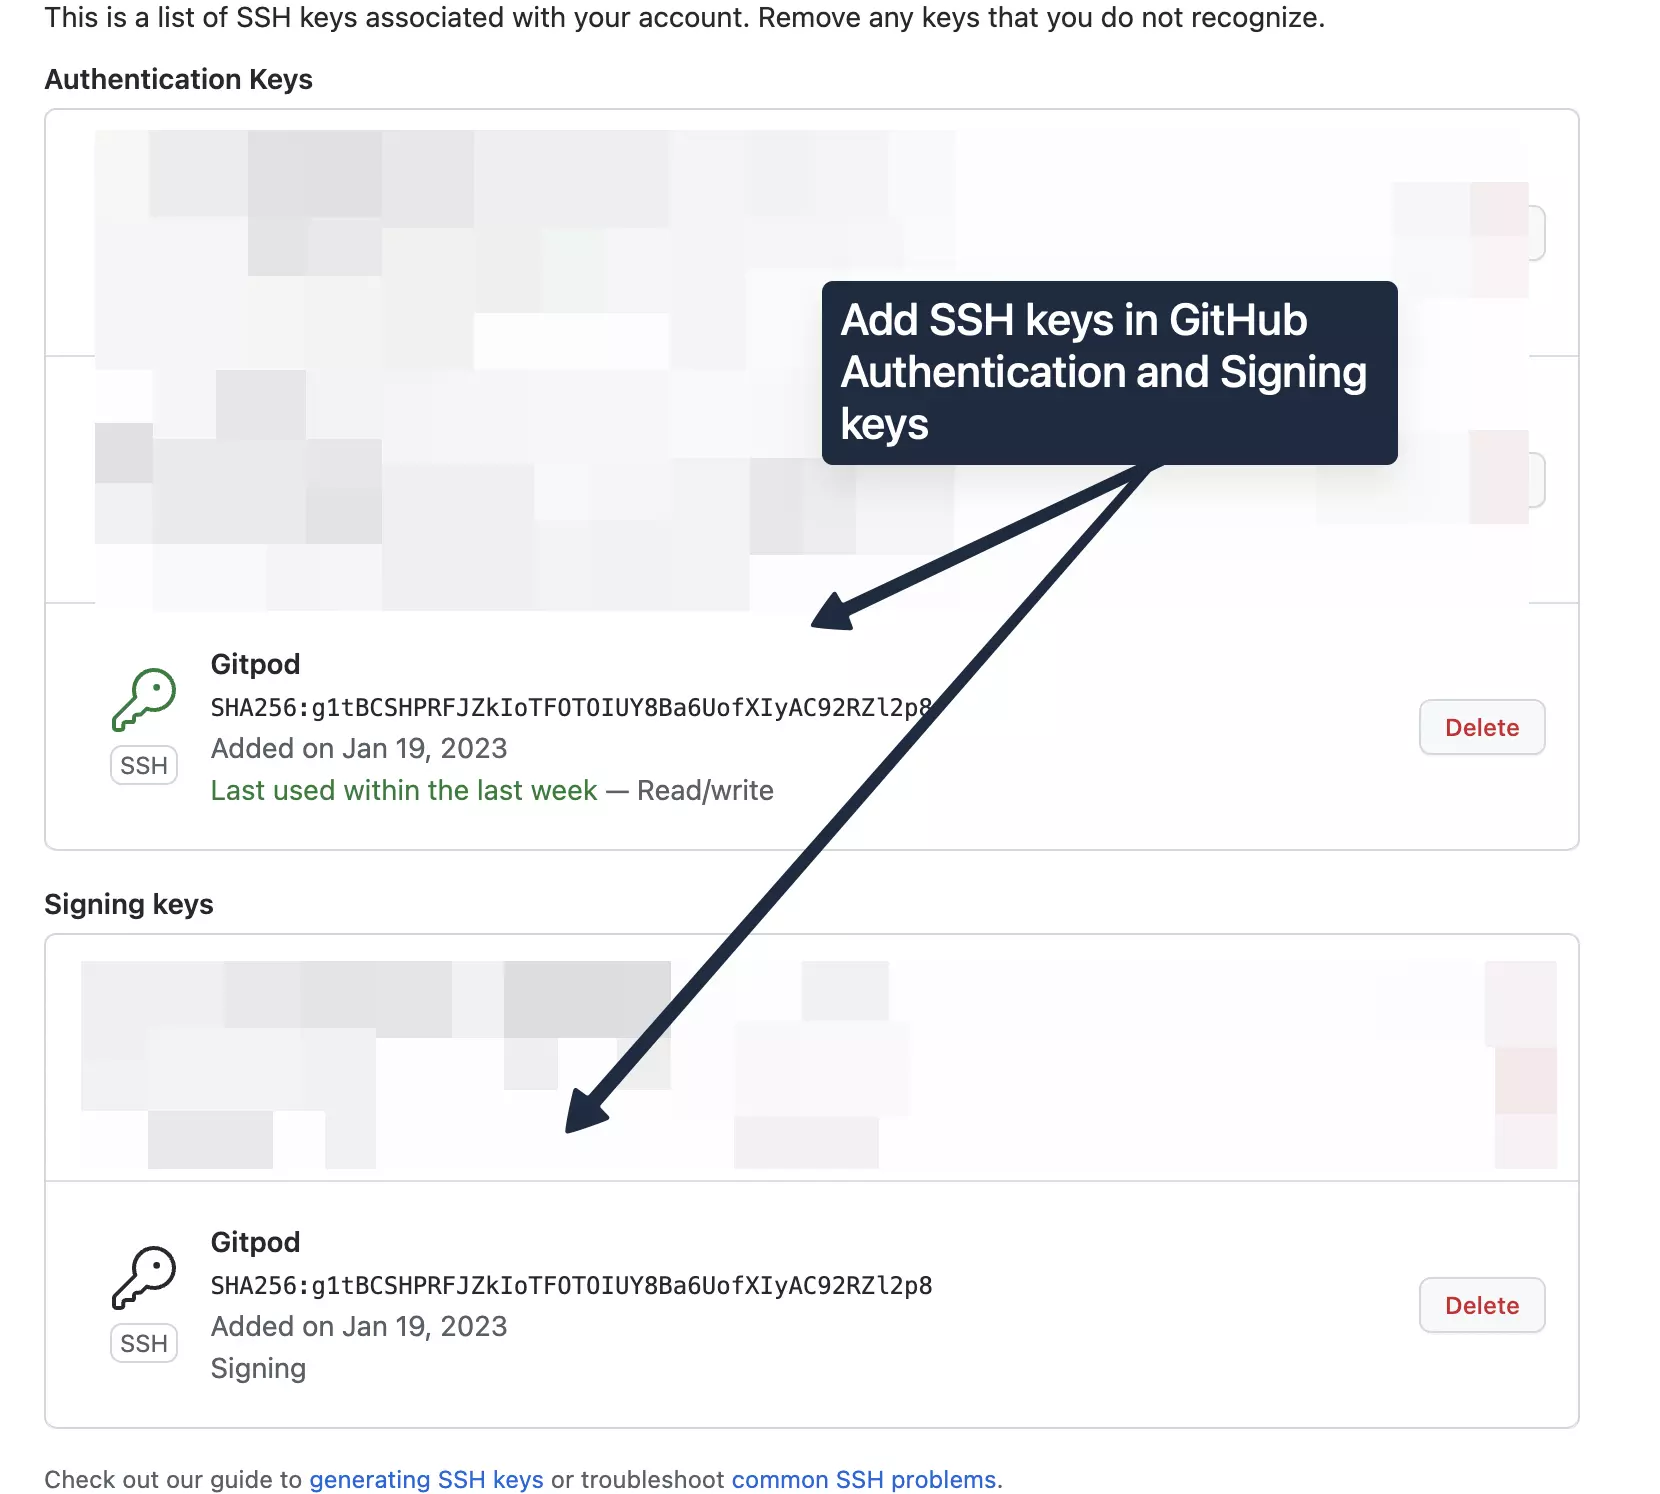 This is a list of SSH keys associated with your account. Remove any keys that you do not recognize.
Authentication Keys
Add SSH keys in GitHub
Authentication and Signing
keys
Gitpod
SHA256:g1tBCSHPRFJZkIoTFOTOIUY8Ba6UofXIyAC92RZl2p8
Added on Jan 19, 2023
Last used within the last week — Read/write
SSH
Delete
Signing keys
Gitpod
SHA256:g1tBCSHPRFJZkIoTFOTOIUY8Ba6UofXIyAC92RZl2p8
Added on Jan 19, 2023
Signing
SSH
Delete
Check out our guide to generating SSH keys or troubleshoot common SSH problems.